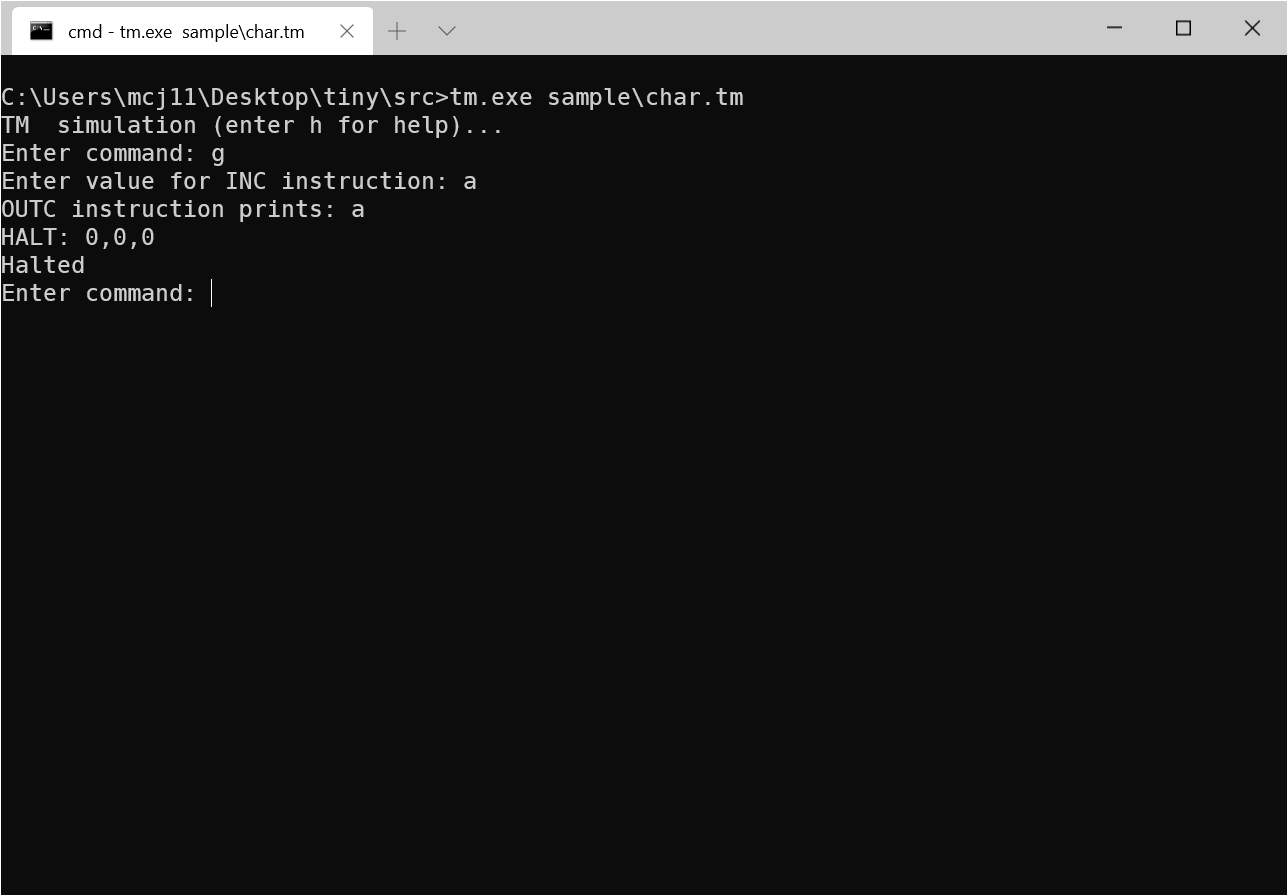 cmd - tm.exe  sample\char.tm
C:\Users\mcj11\Desktop\tiny\src>tm.exe sample\char.tm
TM  simulation (enter h for help)...
Enter command: g
Enter value for INC instruction: a
OUTC instruction prints: a
HALT: 0,0,0
Halted
Enter command: